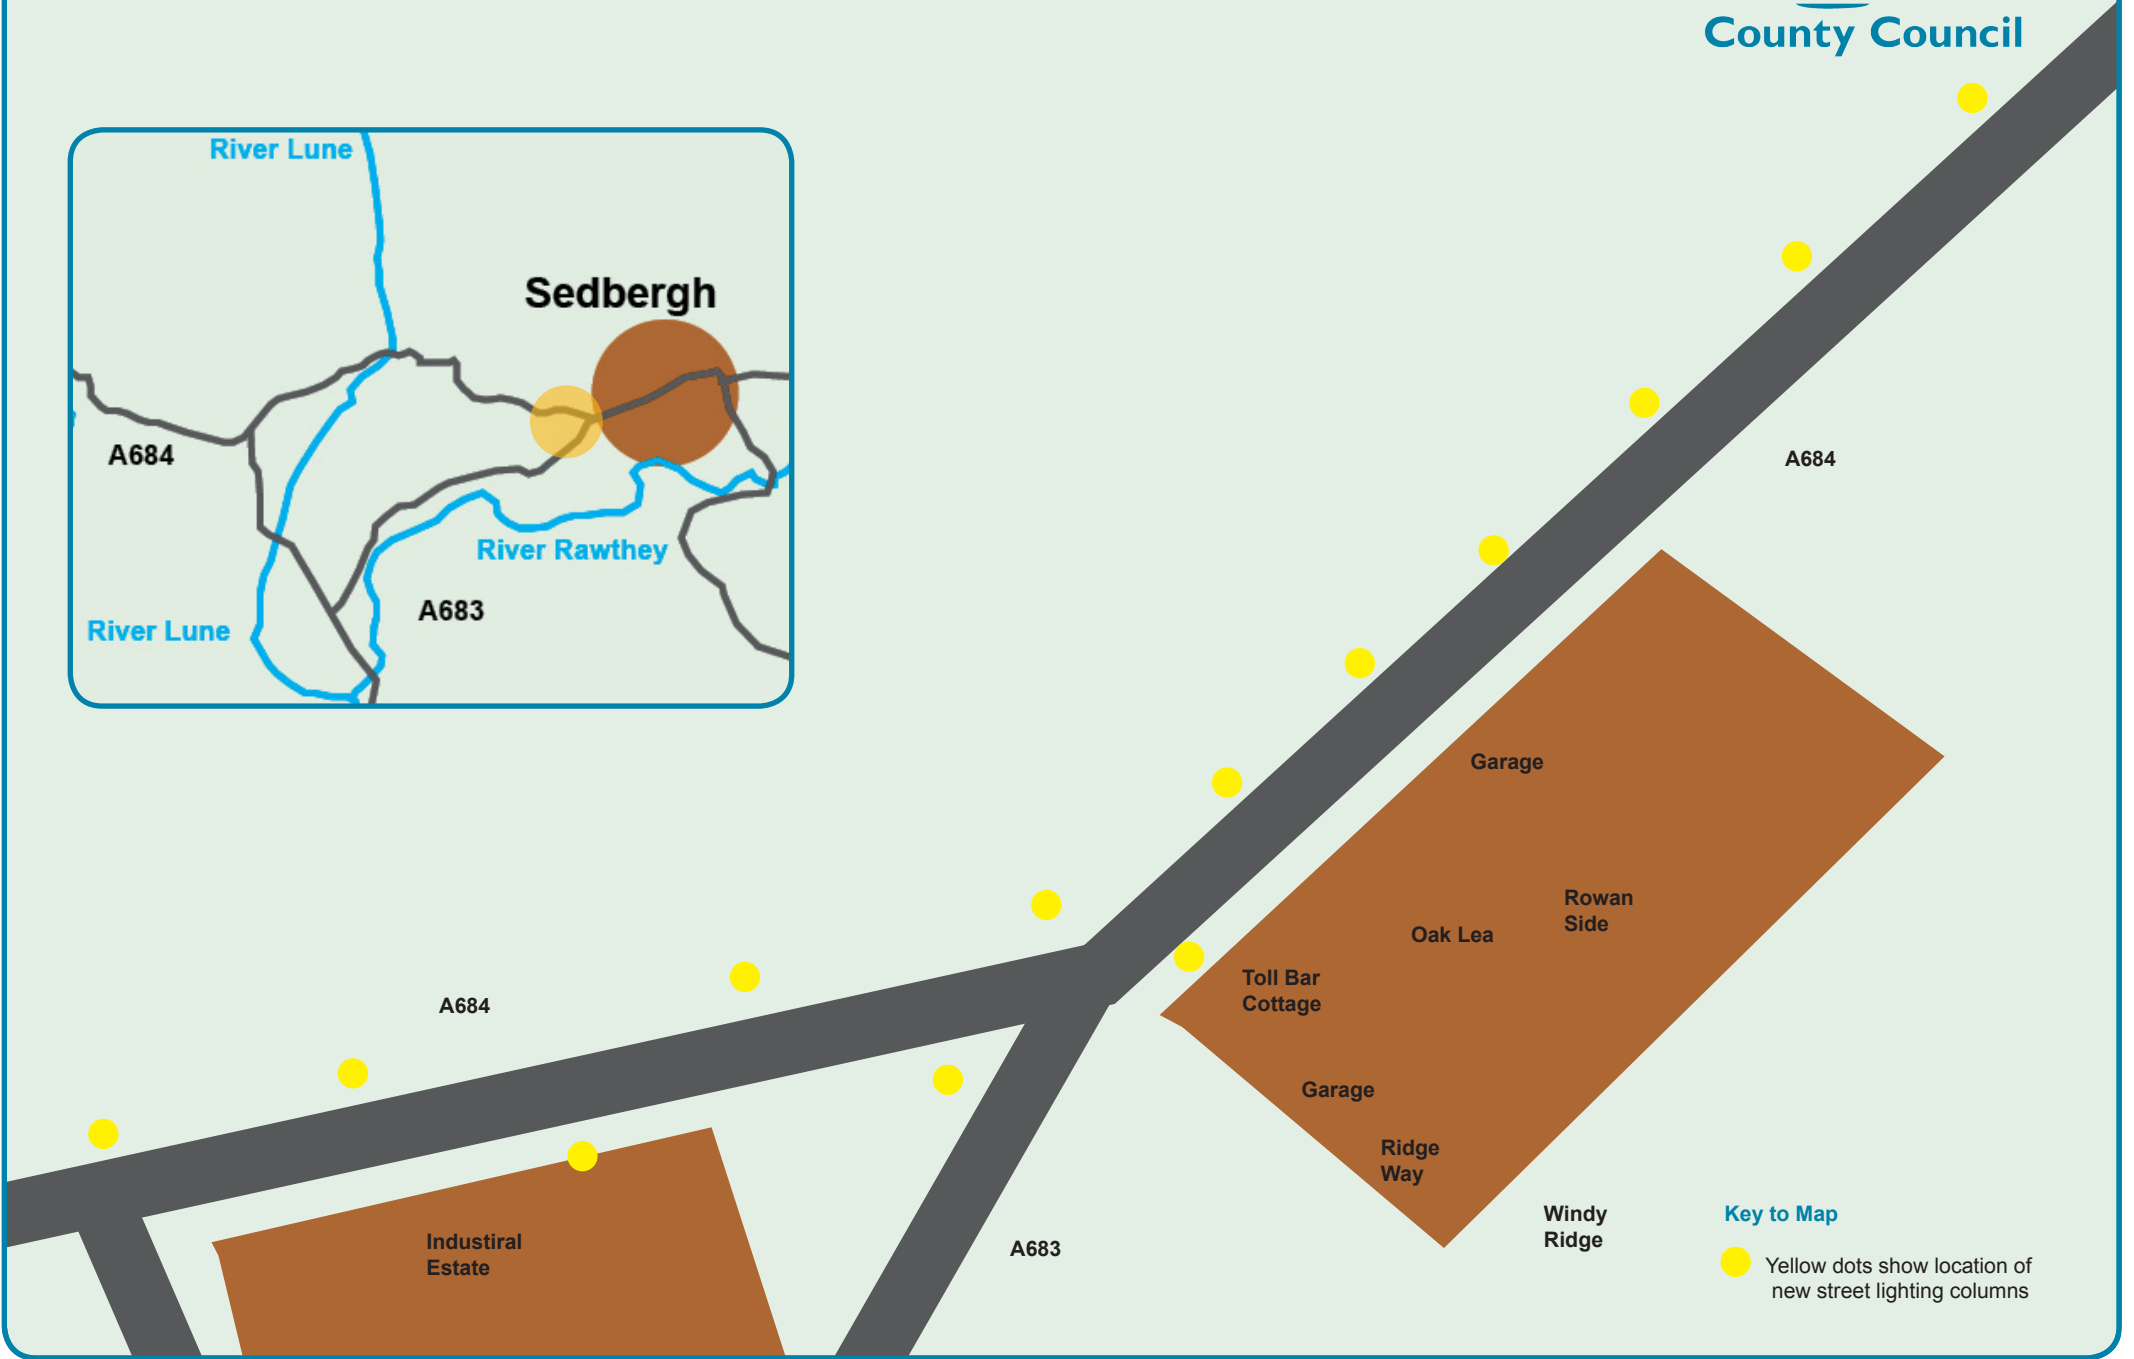 County Council
River Lune
Sedbergh
A684
River Rawthey
A683
River Lune
A684
Garage
Rowan
Side
Oak Lea
Toll Bar
Cottage
A684
Garage
Ridge
Way
Windy
Ridge
Key to Map
Industiral
Estate
A683
Yellow dots show location of
new street lighting columns